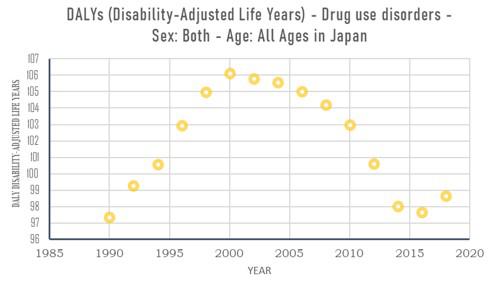 DALYs (Disability-Adjusted Life Years) - Drug use disorders -
Sex: Both - Age: All Ages in Japan
DALY DISABILITY-ADJUSTED LIFE YEARS
107
106
105
104
103
102
101
100
99
98
97
96
1985 1990 1995 2000 2005 2010 2015 2020
YEAR